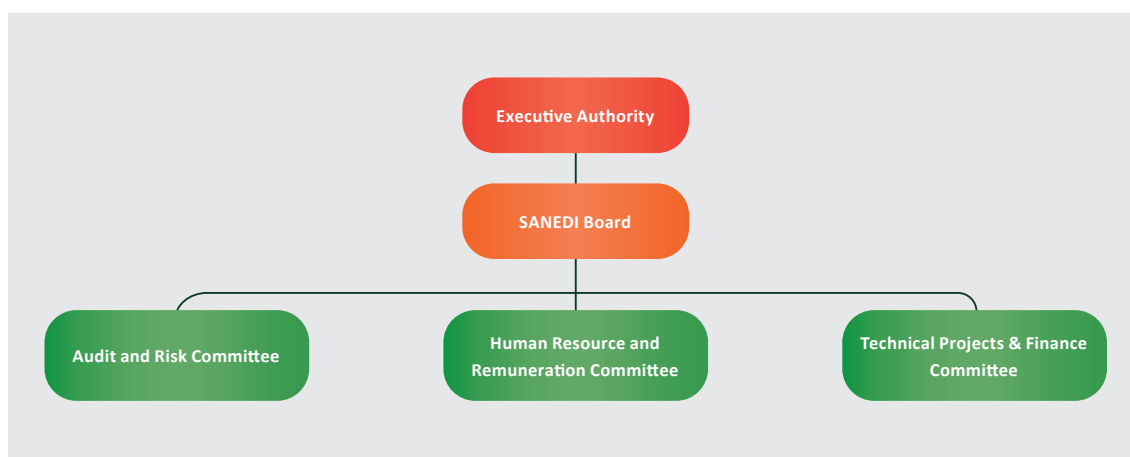 Executive Authority
SANEDI Board
Audit and Risk Committee
Human Resource and
Remuneration Committee
Technical Projects & Finance
Committee